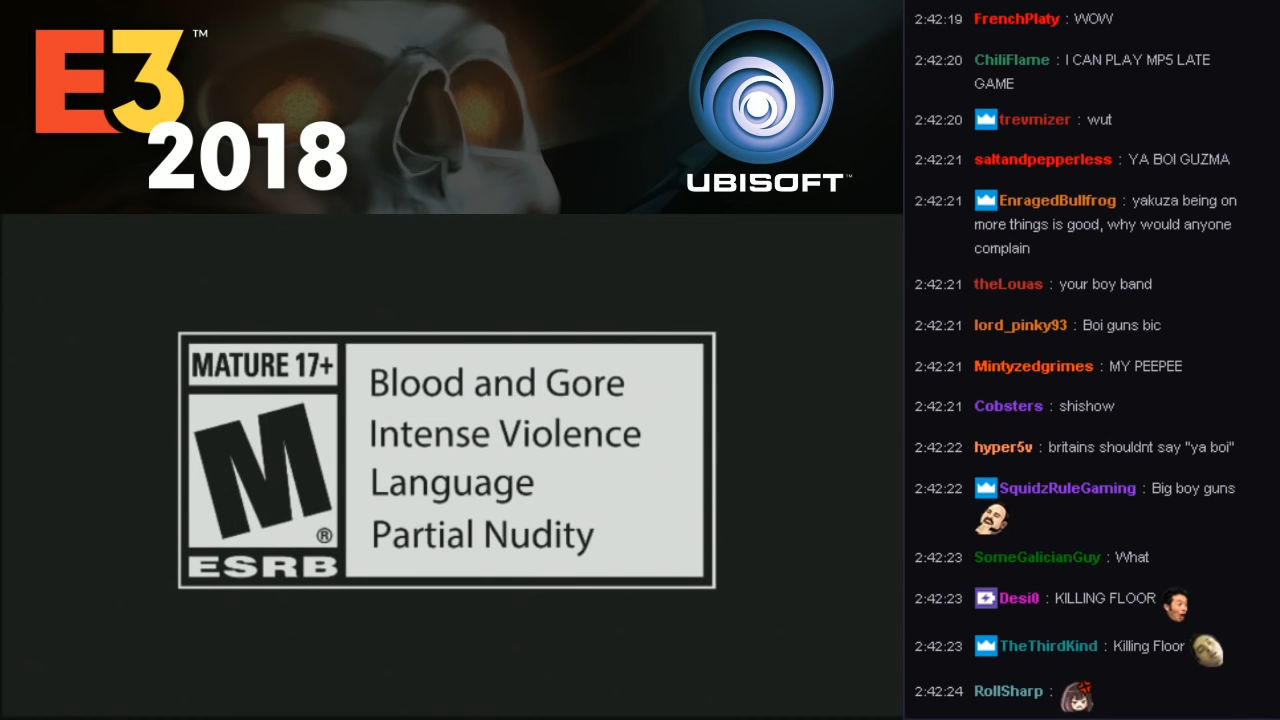 E3™
2018
UBISOFT™
MATURE 17+
M®
ESRB
Blood and Gore
Intense Violence
Language
Partial Nudity
2:42:19 FrenchPlaty : WOW
2:42:20 ChiliFlame : I CAN PLAY MP5 LATE
GAME
2:42:20 trevmizer : wut
2:42:21 saltandpepperless : YA BOI GUZMA
2:42:21 EnragedBullfrog : yakuza being on
more things is good, why would anyone
complain
2:42:21 theLouas : your boy band
2:42:21 lord_pinky93 : Boi guns bic
2:42:21 Mintyzedgrimes : MY PEEPEE
2:42:21 Cobsters : shishow
2:42:22 hyper5v : britains shouldnt say "ya boi"
2:42:22 SquidzRuleGaming : Big boy guns
2:42:23 SomeGalicianGuy : What
2:42:23 Desi0 : KILLING FLOOR
2:42:23 TheThirdKind : Killing Floor
2:42:24 RollSharp :